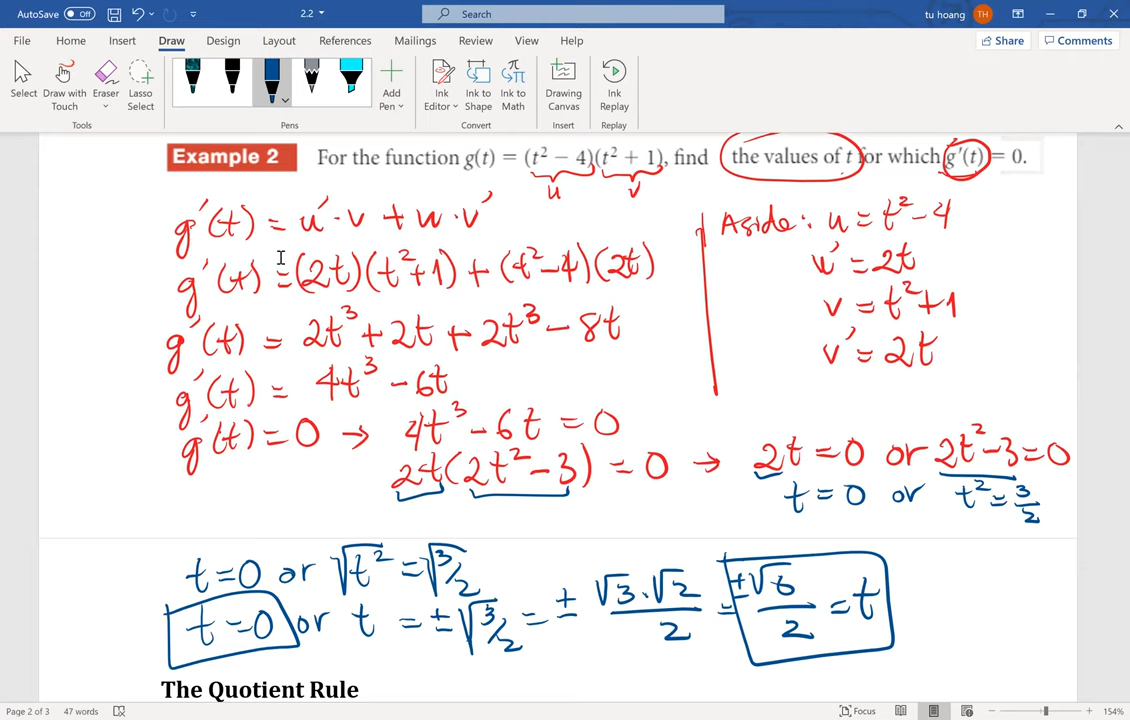 AutoSave Off 2.2 Search tu hoang TH
File Home Insert Draw Design Layout References Mailings Review View Help Share Comments
Select Draw with Touch Eraser Lasso Select Add Pen Ink Editor Ink to Shape Ink to Math Drawing Canvas Ink Replay
Tools Pens Convert Insert Replay
Example 2 For the function g(t) = (t² − 4)(t² + 1), find the values of t for which g′(t) = 0.
u v
g'(t) = u'·v + u·v'
g'(t) = (2t)(t²+1) + (t²−4)(2t)
g'(t) = 2t³ + 2t + 2t³ − 8t
g'(t) = 4t³ − 6t
g'(t) = 0 → 4t³ − 6t = 0
2t(2t² − 3) = 0 → 2t = 0 or 2t² − 3 = 0
t = 0 or t² = 3/2
Aside: u = t² − 4
v' = 2t
v = t² + 1
v' = 2t
t = 0 or √t² = √3/2
t = 0 or t = ±√3/2 = ± √3·√2/2 = ±√6/2 = t
The Quotient Rule
Page 2 of 3 47 words Focus 154%